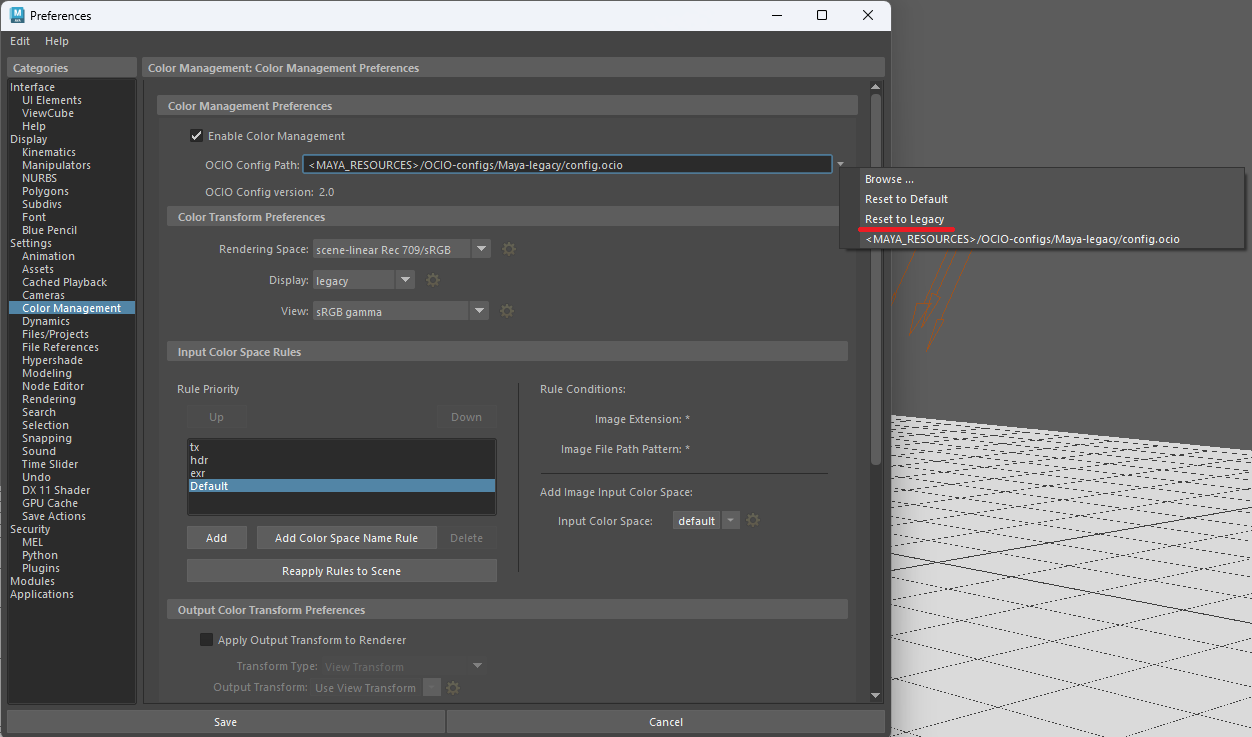 Preferences
Edit Help
Categories
Interface
UI Elements
ViewCube
Help
Display
Kinematics
Manipulators
NURBS
Polygons
Subdivs
Font
Blue Pencil
Settings
Animation
Assets
Cached Playback
Cameras
Color Management
Dynamics
Files/Projects
File References
Hypershade
Modeling
Node Editor
Rendering
Search
Selection
Snapping
Sound
Time Slider
Undo
DX 11 Shader
GPU Cache
Save Actions
Security
MEL
Python
Plugins
Modules
Applications
Color Management: Color Management Preferences
Color Management Preferences
Enable Color Management
OCIO Config Path: <MAYA_RESOURCES>/OCIO-configs/Maya-legacy/config.ocio
OCIO Config version: 2.0
Browse ...
Reset to Default
Reset to Legacy
<MAYA_RESOURCES>/OCIO-configs/Maya-legacy/config.ocio
Color Transform Preferences
Rendering Space: scene-linear Rec 709/sRGB
Display: legacy
View: sRGB gamma
Input Color Space Rules
Rule Priority
Up Down
tx
hdr
exr
Default
Add Add Color Space Name Rule Delete
Reapply Rules to Scene
Rule Conditions:
Image Extension: *
Image File Path Pattern: *
Add Image Input Color Space:
Input Color Space: default
Output Color Transform Preferences
Apply Output Transform to Renderer
Transform Type: View Transform
Output Transform: Use View Transform
Save Cancel